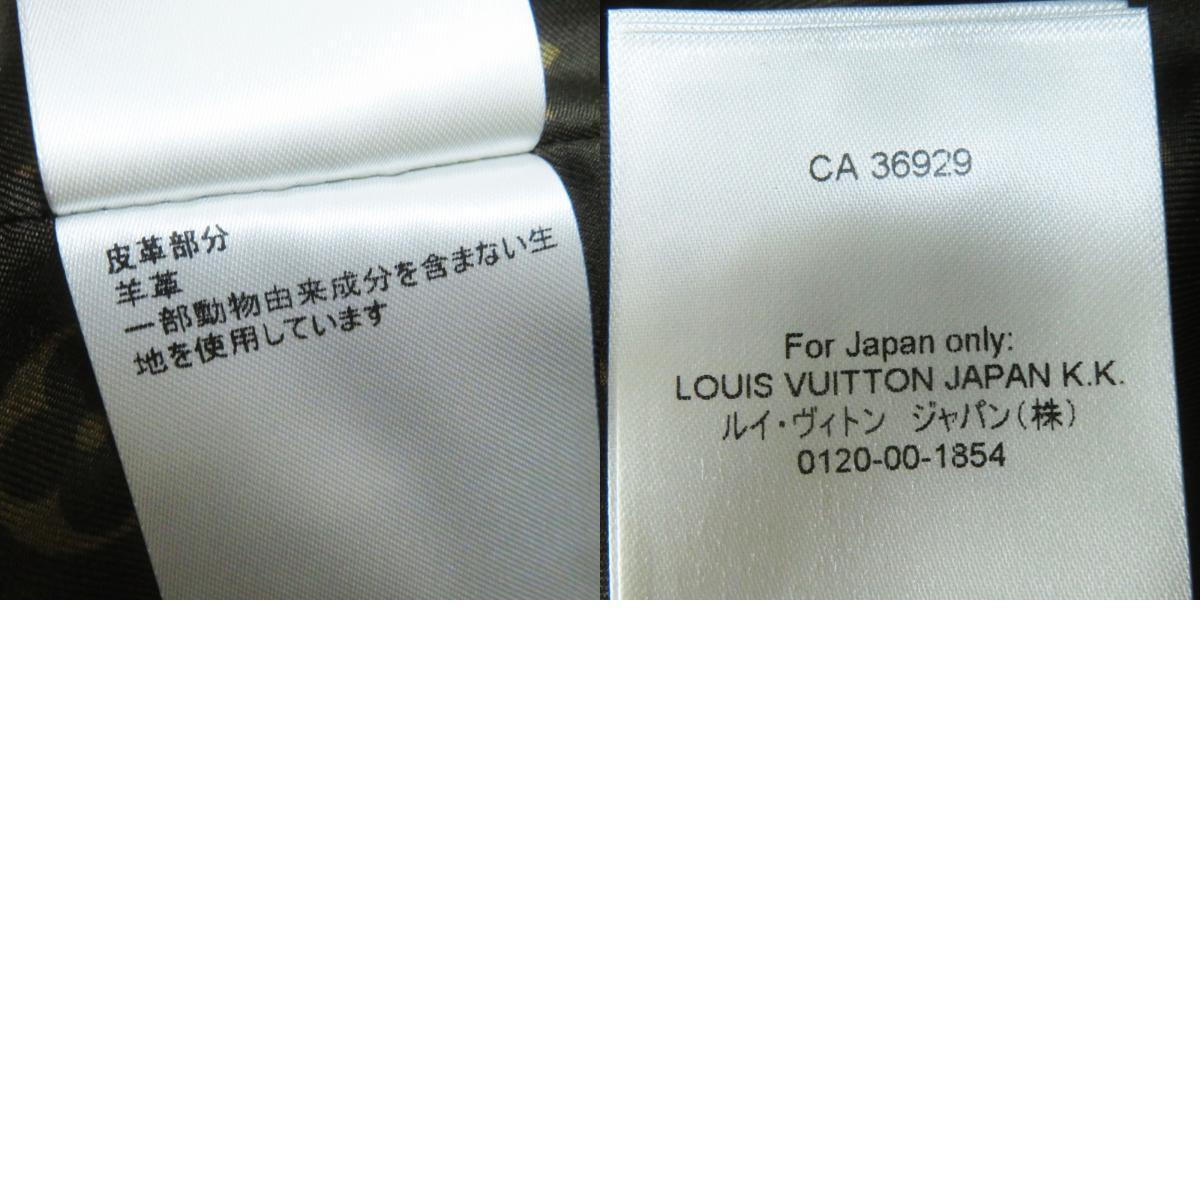 皮革部分
羊革
一部動物由来成分を含まない生
地を使用しています
CA 36929
For Japan only:
LOUIS VUITTON JAPAN K.K.
ルイ・ヴィトン ジャパン(株)
0120-00-1854